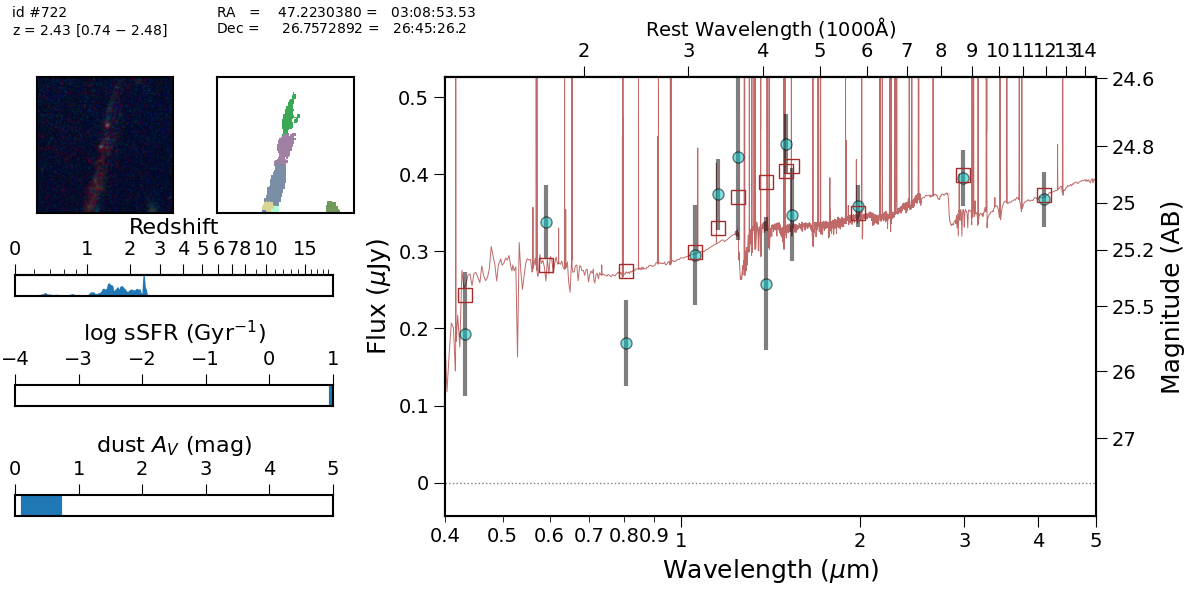 id #722
z = 2.43 [0.74 − 2.48]
RA = 47.2230380 = 03:08:53.53
Dec = 26.7572892 = 26:45:26.2
Redshift
0 1 2 3 4 5 6 7 8 10 15
log sSFR (Gyr−1)
−4 −3 −2 −1 0 1
dust AV (mag)
0 1 2 3 4 5
Rest Wavelength (1000Å)
2 3 4 5 6 7 8 9 10 11 12 13 14
Flux (μJy)
0.5
0.4
0.3
0.2
0.1
0
24.6
24.8
25
25.2
25.5
26
27
Magnitude (AB)
0.4 0.5 0.6 0.7 0.8 0.9 1 2 3 4 5
Wavelength (μm)